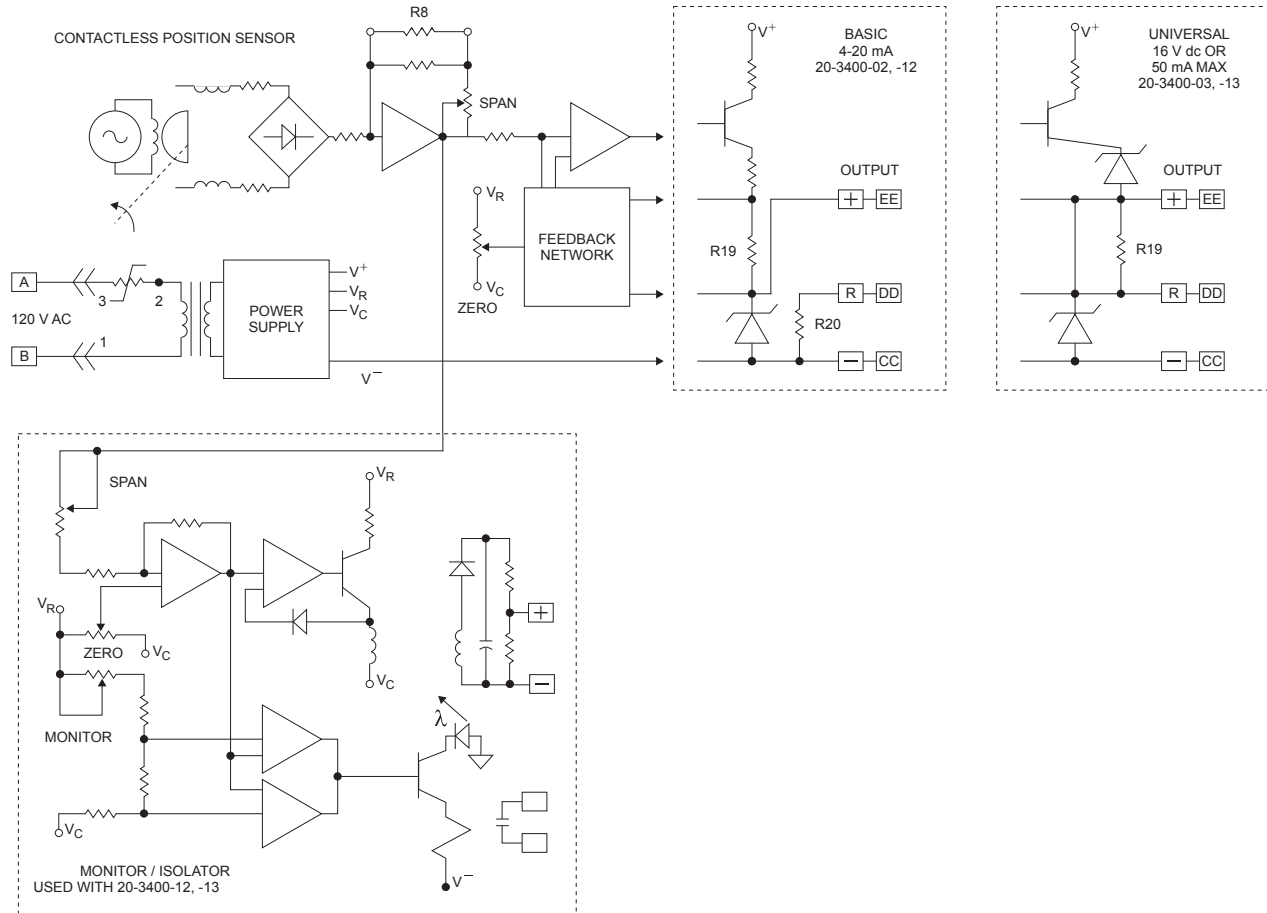 CONTACTLESS POSITION SENSOR
R8
SPAN
V+
BASIC
4-20 mA
20-3400-02, -12
V+
UNIVERSAL
16 V dc OR
50 mA MAX
20-3400-03, -13
OUTPUT
+ EE
R19
R DD
R20
− CC
OUTPUT
+ EE
R19
R DD
− CC
VR
VC
ZERO
FEEDBACK
NETWORK
A
3
2
120 V AC
B
1
POWER
SUPPLY
V+
VR
VC
V−
SPAN
VR
VR
ZERO
VC
VC
+
−
MONITOR
λ
VC
V−
MONITOR / ISOLATOR
USED WITH 20-3400-12, -13